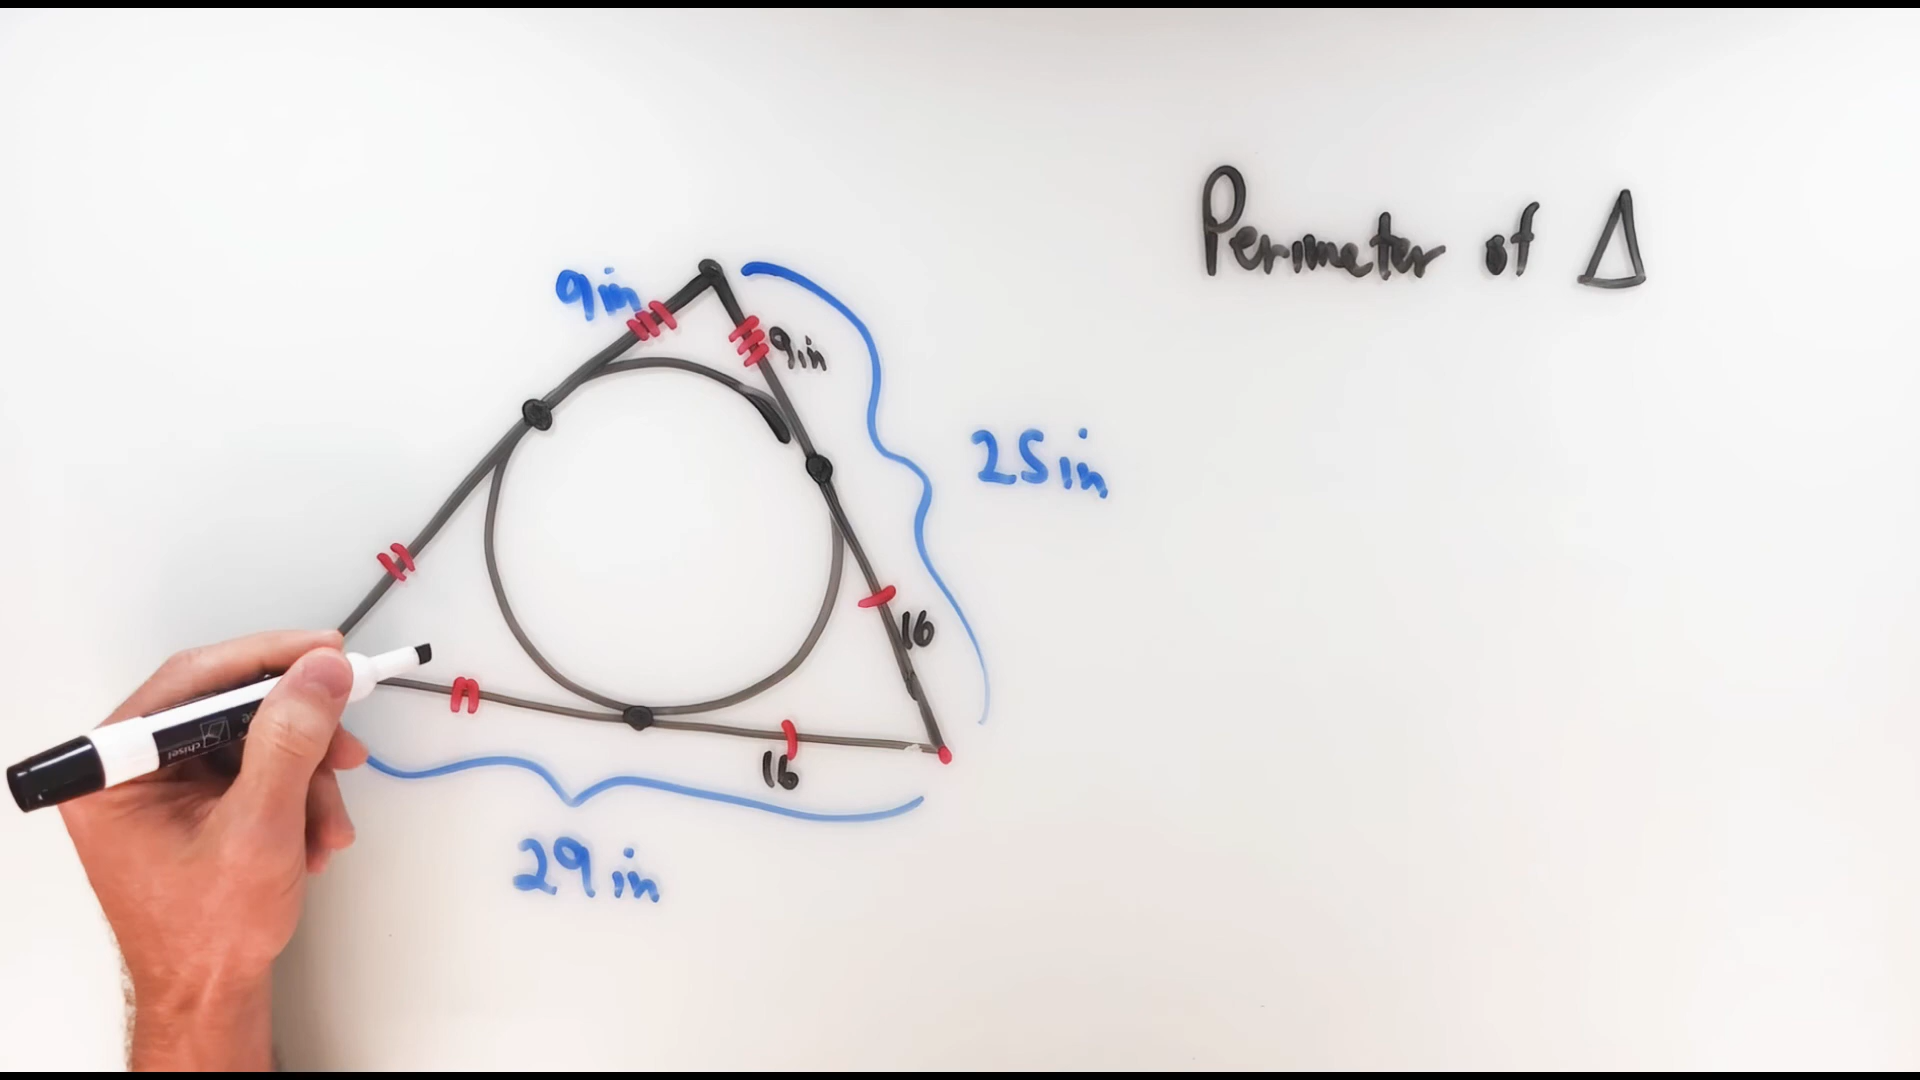 Perimeter of Δ
9in
9in
25in
16
16
29in
chisel